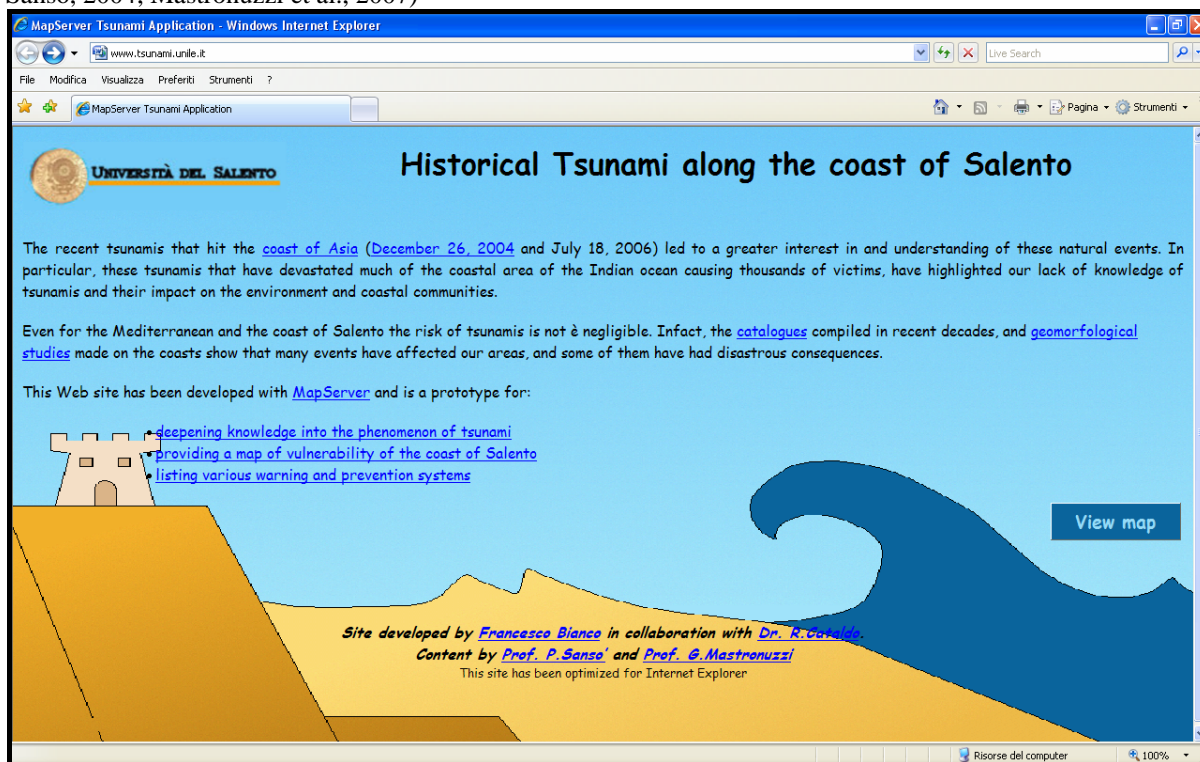 Sansò, 2004; Mastronuzzi et al., 2007)
MapServer Tsunami Application - Windows Internet Explorer
www.tsunami.unile.it
Live Search
File Modifica Visualizza Preferiti Strumenti ?
MapServer Tsunami Application
Pagina Strumenti
UNIVERSITÀ DEL SALENTO
Historical Tsunami along the coast of Salento
The recent tsunamis that hit the coast of Asia (December 26, 2004 and July 18, 2006) led to a greater interest in and understanding of these natural events. In
particular, these tsunamis that have devastated much of the coastal area of the Indian ocean causing thousands of victims, have highlighted our lack of knowledge of
tsunamis and their impact on the environment and coastal communities.
Even for the Mediterranean and the coast of Salento the risk of tsunamis is not è negligible. Infact, the catalogues compiled in recent decades, and geomorfological
studies made on the coasts show that many events have affected our areas, and some of them have had disastrous consequences.
This Web site has been developed with MapServer and is a prototype for:
• deepening knowledge into the phenomenon of tsunami
• providing a map of vulnerability of the coast of Salento
• listing various warning and prevention systems
View map
Site developed by Francesco Bianco in collaboration with Dr. R.Cataldo.
Content by Prof. P.Sanso' and Prof. G.Mastronuzzi
This site has been optimized for Internet Explorer
Risorse del computer
100%